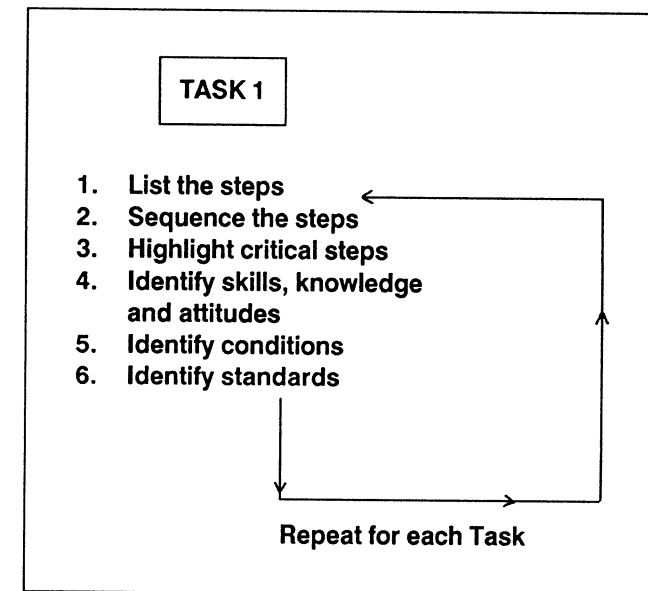 TASK 1
1. List the steps
2. Sequence the steps
3. Highlight critical steps
4. Identify skills, knowledge
and attitudes
5. Identify conditions
6. Identify standards
Repeat for each Task